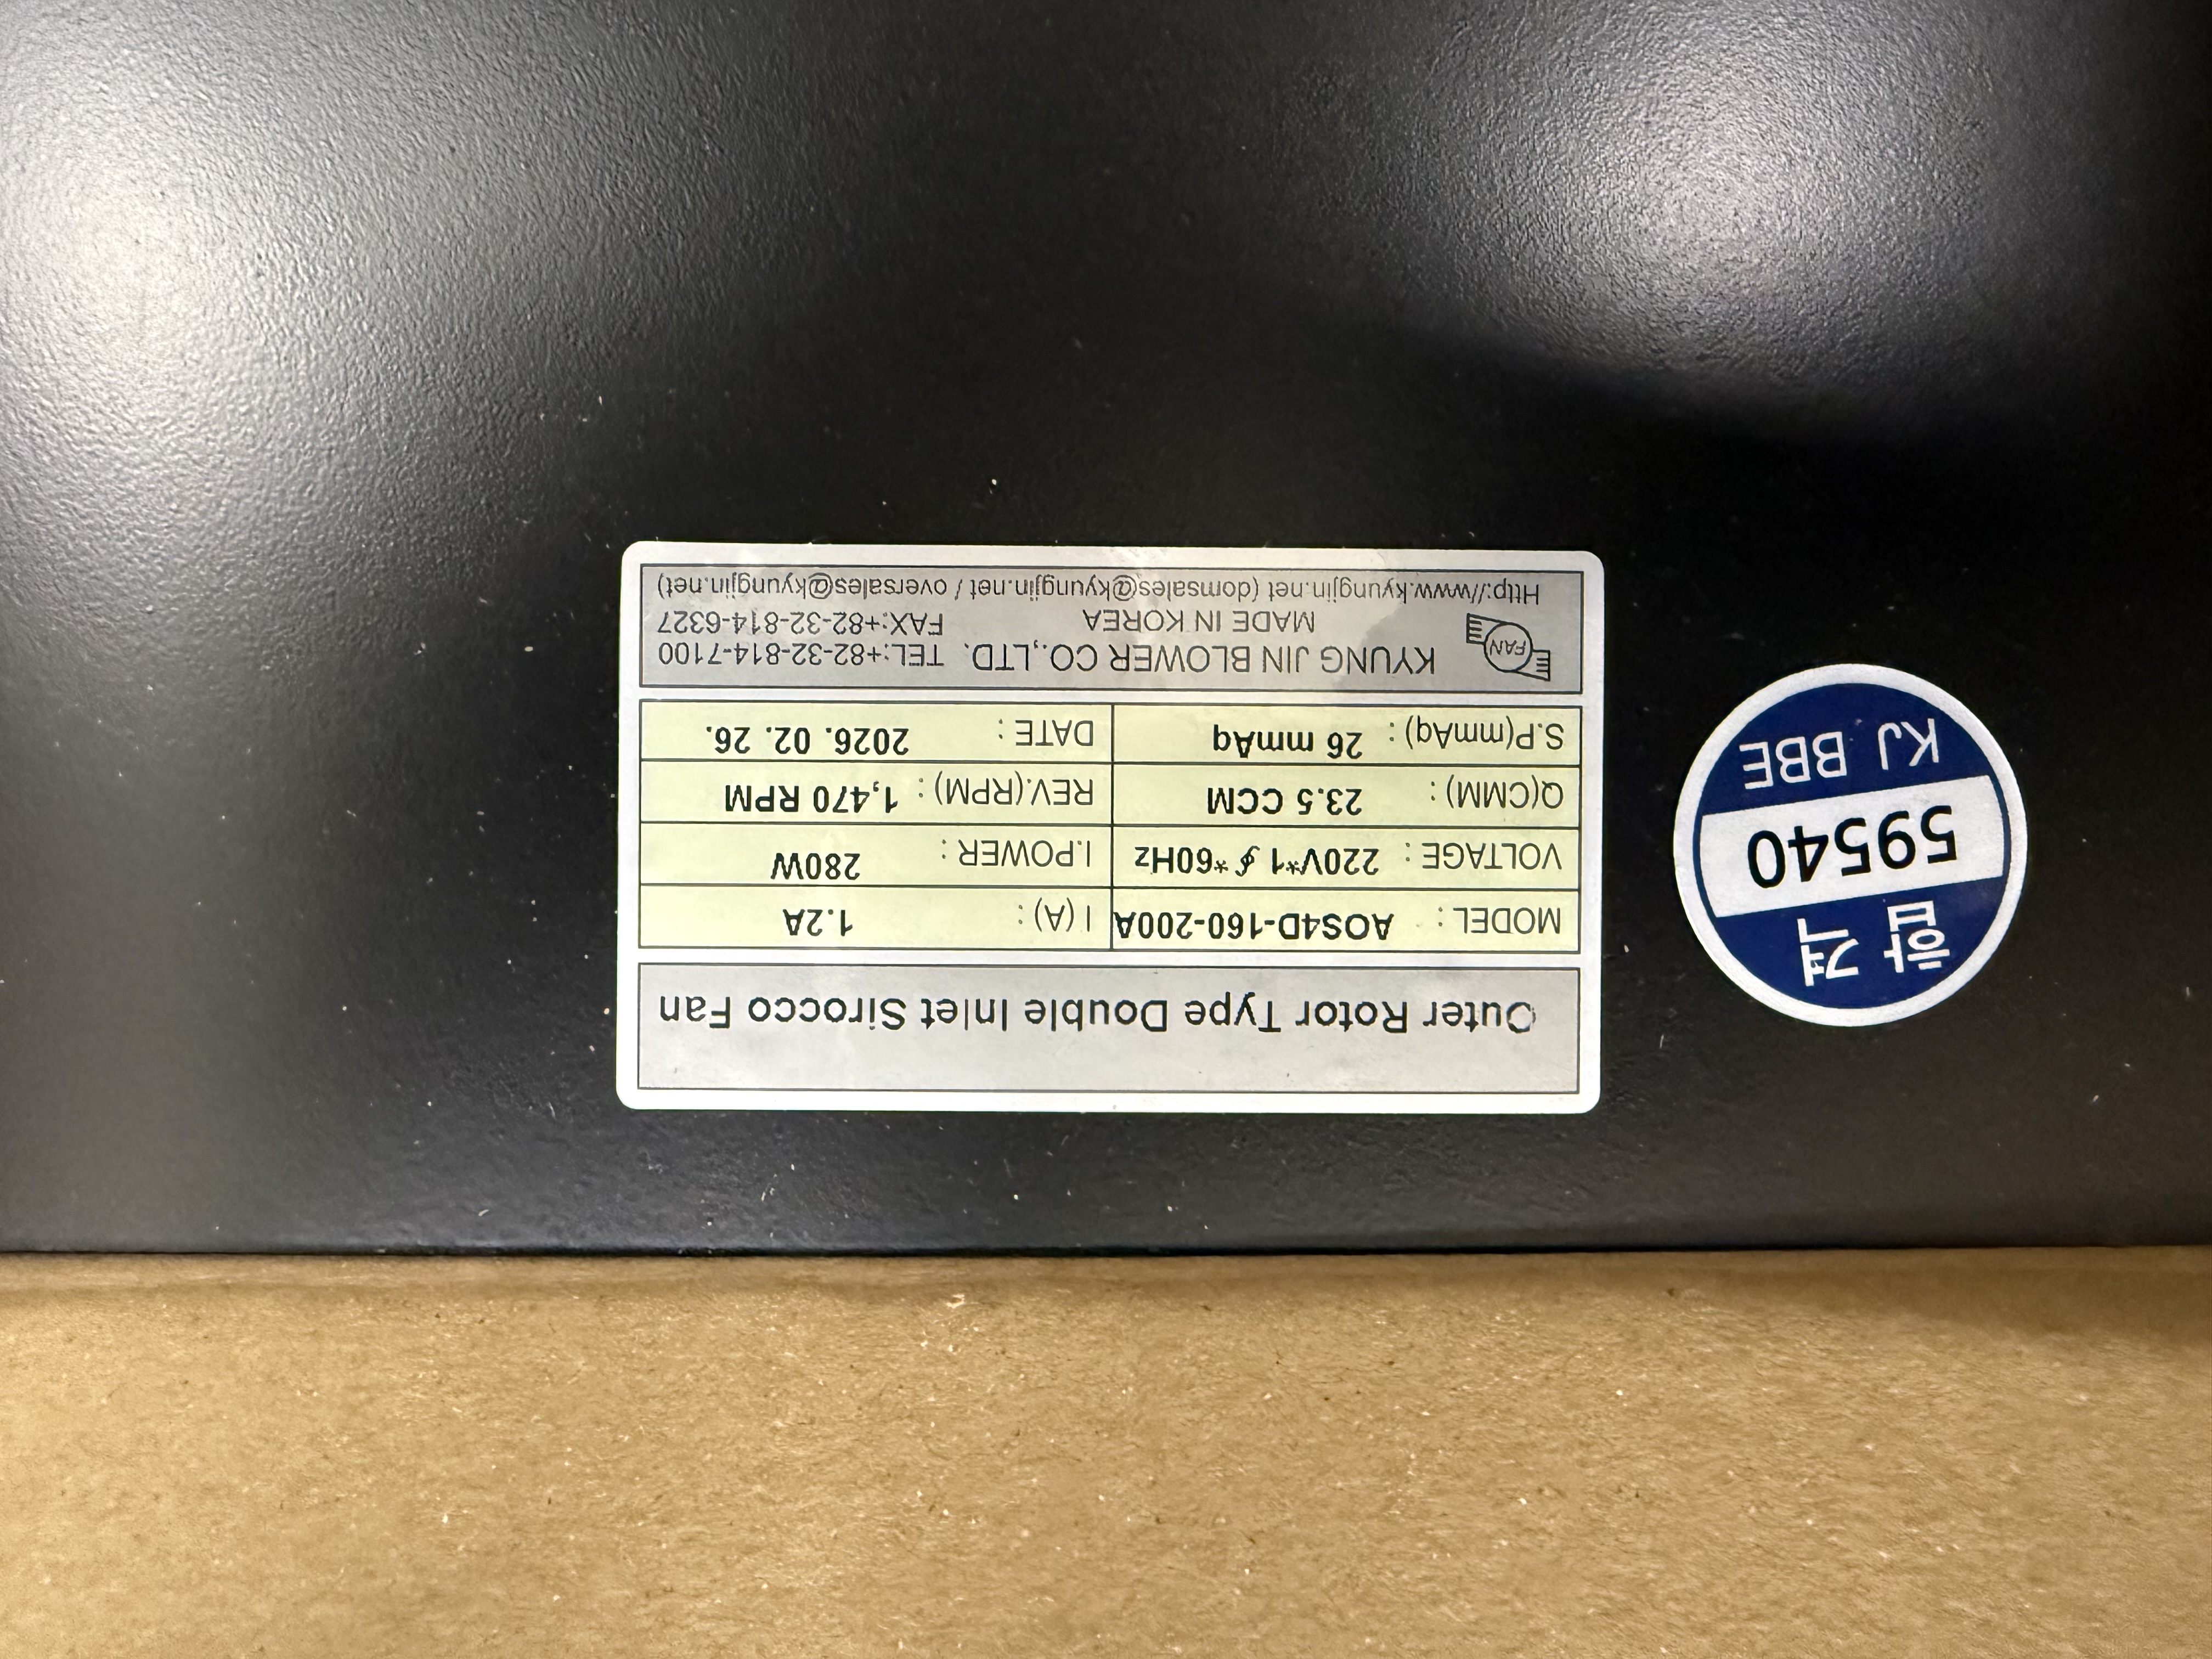 Outer Rotor Type Double Inlet Sirocco Fan
MODEL : AOS4D-160-200A I (A) : 1.2A
VOLTAGE : 220V*1∮*60Hz I.POWER : 280W
Q(CMM) : 23.5 CCM REV.(RPM) : 1,470 RPM
S.P(mmAq) : 26 mmAq DATE : 2026. 02. 26.
FAN
KYUNG JIN BLOWER CO.,LTD. TEL:+82-32-814-7100
MADE IN KOREA FAX:+82-32-814-6327
Http://www.kyungjin.net (domsales@kyungjin.net / oversales@kyungjin.net)
합격
59540
KJ BBE